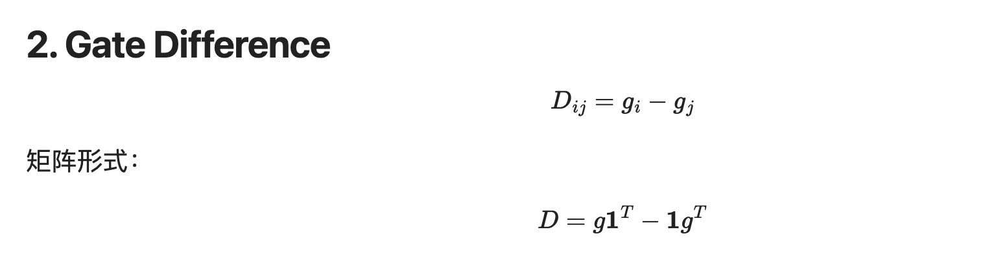 2. Gate Difference
D_{ij} = g_i − g_j
矩阵形式：
D = g\mathbf{1}^T − \mathbf{1}g^T